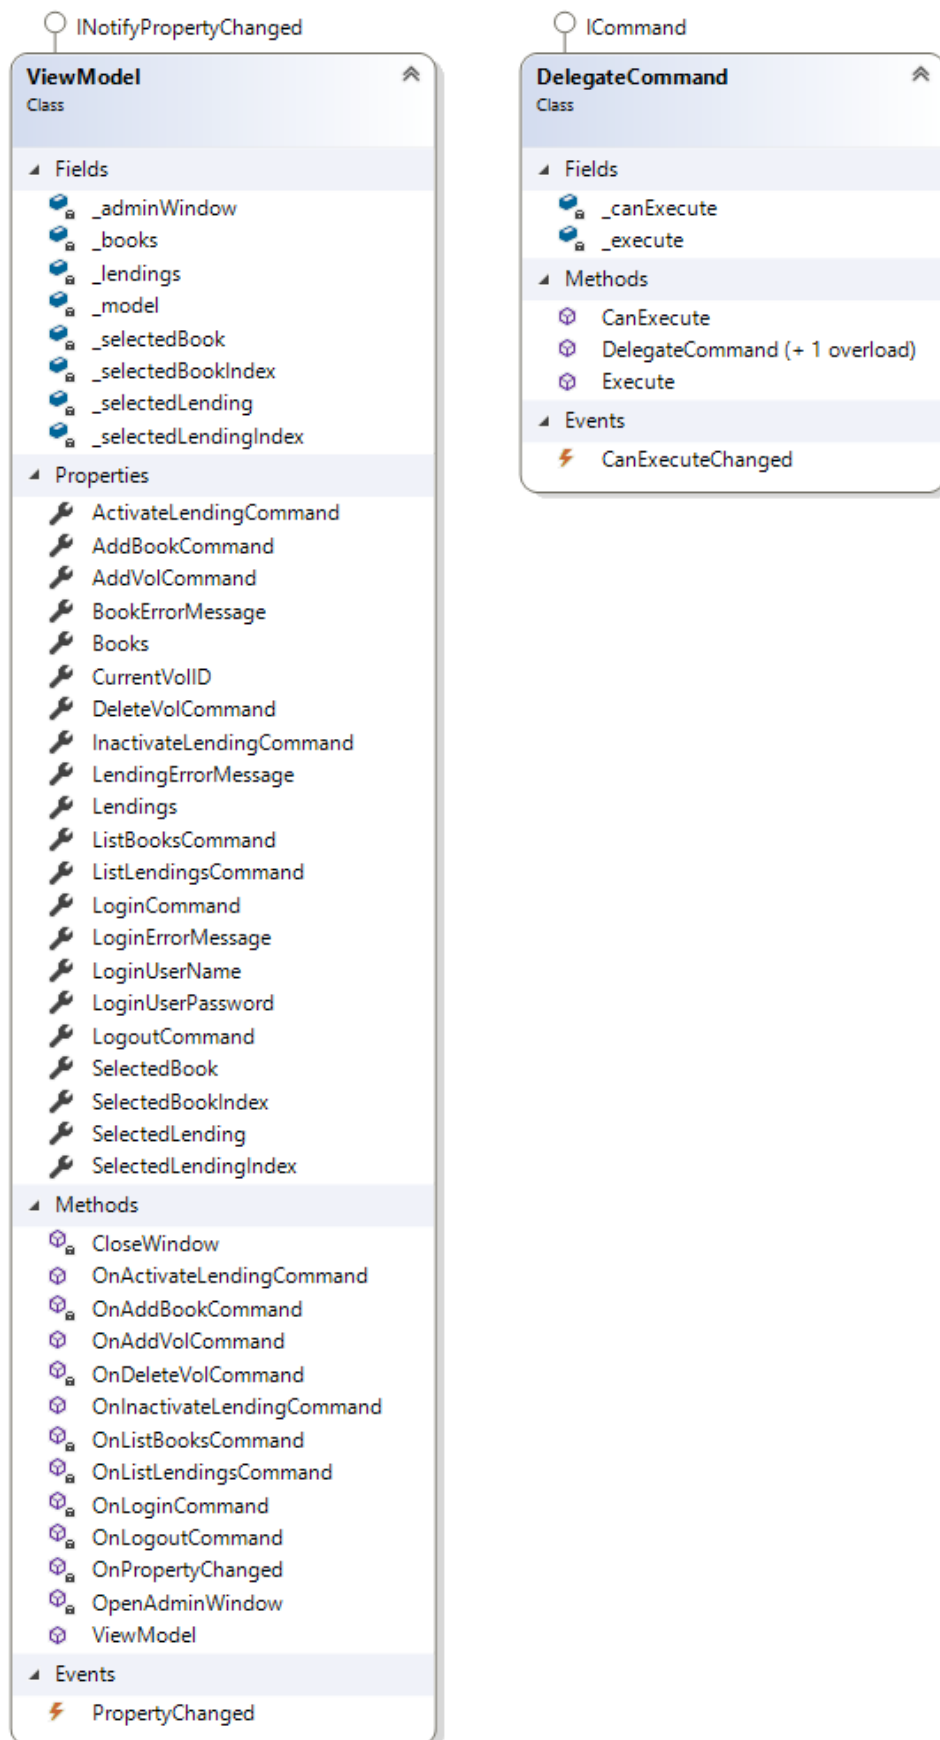 INotifyPropertyChanged
ViewModel
Class
Fields
_adminWindow
_books
_lendings
_model
_selectedBook
_selectedBookIndex
_selectedLending
_selectedLendingIndex
Properties
ActivateLendingCommand
AddBookCommand
AddVolCommand
BookErrorMessage
Books
CurrentVolID
DeleteVolCommand
InactivateLendingCommand
LendingErrorMessage
Lendings
ListBooksCommand
ListLendingsCommand
LoginCommand
LoginErrorMessage
LoginUserName
LoginUserPassword
LogoutCommand
SelectedBook
SelectedBookIndex
SelectedLending
SelectedLendingIndex
Methods
CloseWindow
OnActivateLendingCommand
OnAddBookCommand
OnAddVolCommand
OnDeleteVolCommand
OnInactivateLendingCommand
OnListBooksCommand
OnListLendingsCommand
OnLoginCommand
OnLogoutCommand
OnPropertyChanged
OpenAdminWindow
ViewModel
Events
PropertyChanged
ICommand
DelegateCommand
Class
Fields
_canExecute
_execute
Methods
CanExecute
DelegateCommand (+ 1 overload)
Execute
Events
CanExecuteChanged